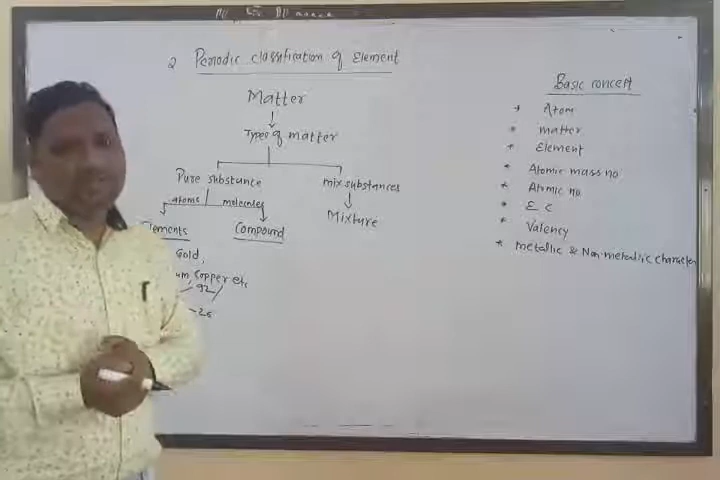 2 Periodic classification of Element
Matter
Types of matter
Pure substance
mix substances
atoms
molecules
Mixture
Elements
Compound
Gold,
um, Copper etc
92
26
Basic concept
* Atom
* matter
* Element
* Atomic mass no
* Atomic no
* E C
* Valency
* Metallic & Non-metallic character